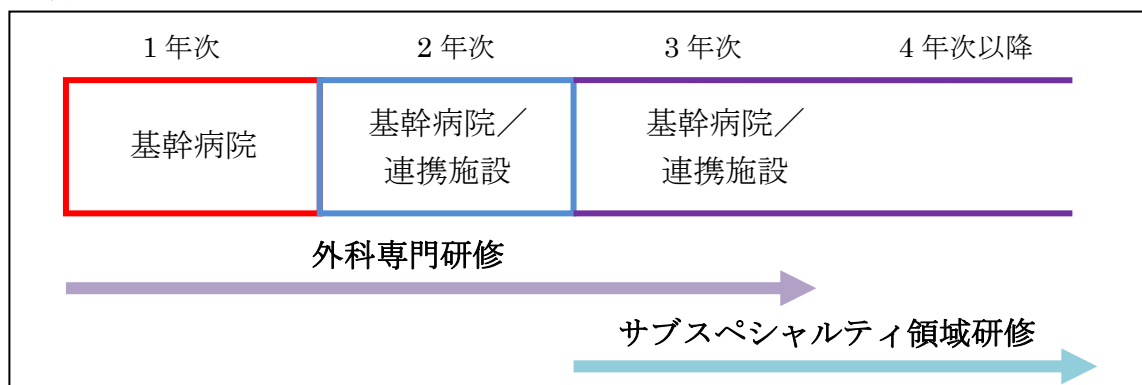 1年次 2年次 3年次 4年次以降
基幹病院
基幹病院／
連携施設
基幹病院／
連携施設
外科専門研修
サブスペシャルティ領域研修